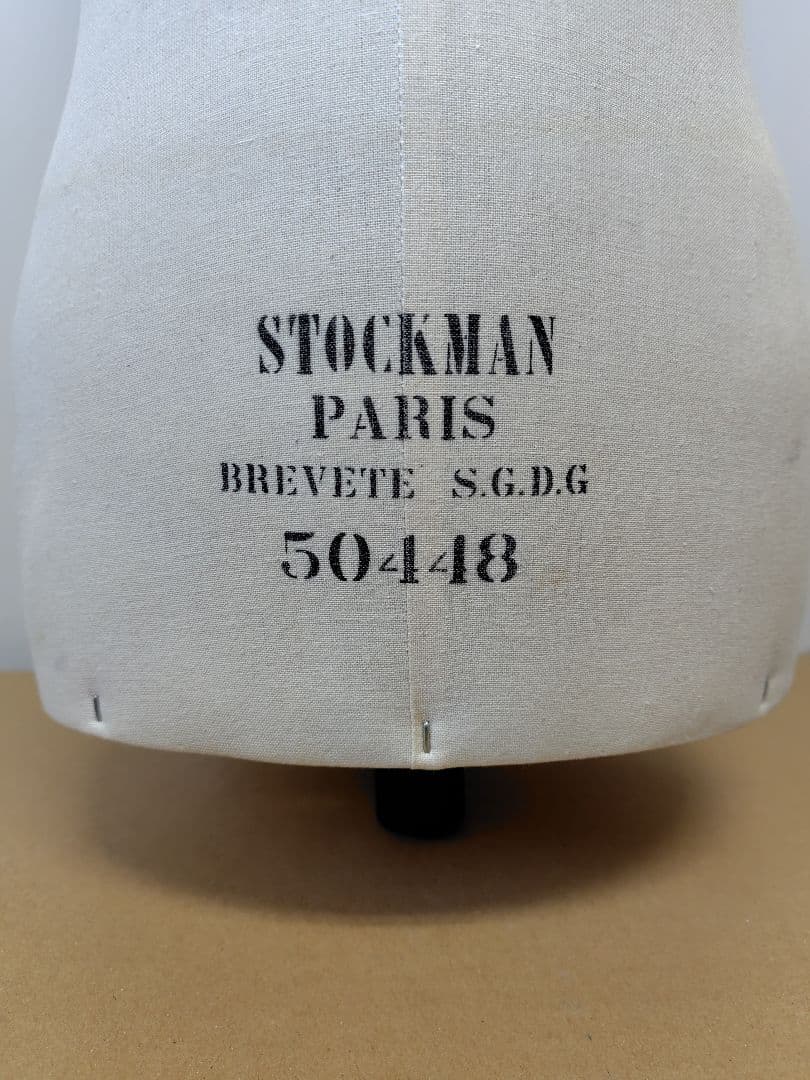 STOCKMAN
PARIS
BREVETE S.G.D.G
50448